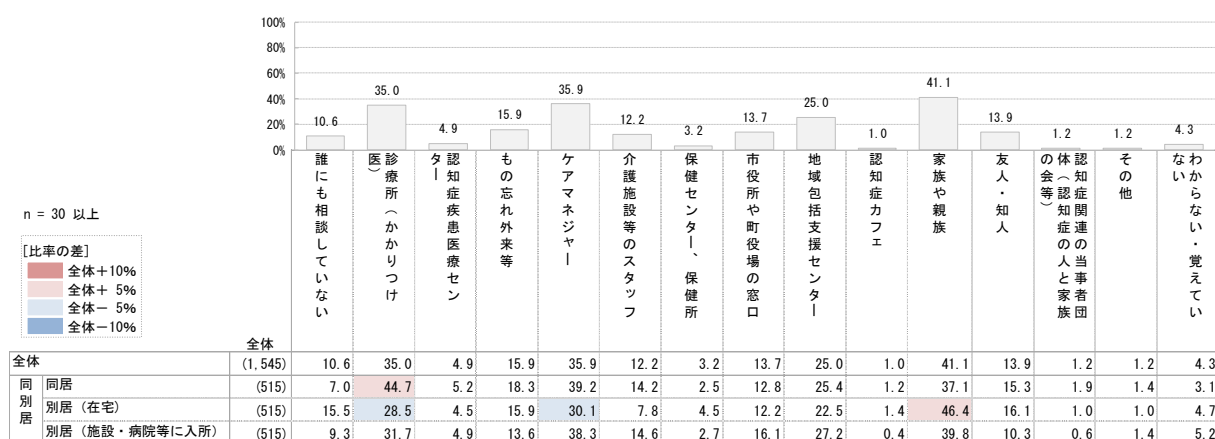 100%
80%
60%
40%
20%
0%
10.6
35.0
4.9
15.9
35.9
12.2
3.2
13.7
25.0
1.0
41.1
13.9
1.2
1.2
4.3
誰にも相談していない
診療所（かかりつけ
医）
認知症疾患医療セン
ター
もの忘れ外来等
ケアマネジャー
介護施設等のスタッフ
保健センター、保健所
市役所や町役場の窓口
地域包括支援センター
認知症カフェ
家族や親族
友人・知人
認知症関連の当事者団
体（認知症の人と家族
の会等）
その他
わからない・覚えてい
ない
n = 30 以上
[比率の差]
全体＋10%
全体＋ 5%
全体－ 5%
全体－10%
全体
全体 (1,545) 10.6 35.0 4.9 15.9 35.9 12.2 3.2 13.7 25.0 1.0 41.1 13.9 1.2 1.2 4.3
同別居
同居 (515) 7.0 44.7 5.2 18.3 39.2 14.2 2.5 12.8 25.4 1.2 37.1 15.3 1.9 1.4 3.1
別居（在宅） (515) 15.5 28.5 4.5 15.9 30.1 7.8 4.5 12.2 22.5 1.4 46.4 16.1 1.0 1.0 4.7
別居（施設・病院等に入所） (515) 9.3 31.7 4.9 13.6 38.3 14.6 2.7 16.1 27.2 0.4 39.8 10.3 0.6 1.4 5.2